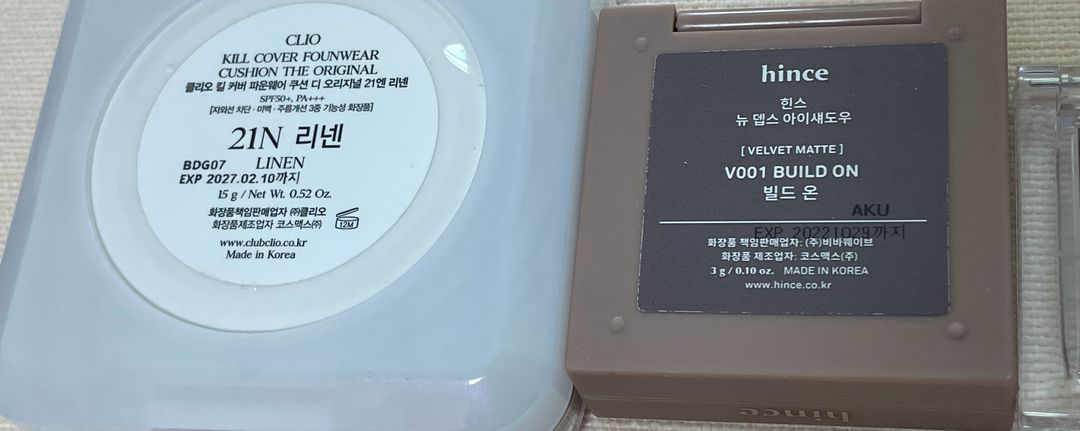 CLIO
KILL COVER FOUNWEAR
CUSHION THE ORIGINAL
클리오 킬 커버 파운웨어 쿠션 디 오리지널 21엔 리넨
SPF50+, PA+++
[자외선 차단·미백·주름개선 3중 기능성 화장품]
21N 리넨
BDG07 LINEN
EXP 2027.02.10까지
15 g / Net Wt. 0.52 Oz.
화장품책임판매업자 ㈜클리오
화장품제조업자 코스맥스㈜
12M
www.clubclio.co.kr
Made in Korea
hince
힌스
뉴 뎁스 아이섀도우
[ VELVET MATTE ]
V001 BUILD ON
빌드 온
AKU
EXP 20221029까지
화장품 책임판매업자: (주)비바웨이브
화장품 제조업자: 코스맥스(주)
3 g / 0.10 oz. MADE IN KOREA
www.hince.co.kr
hince